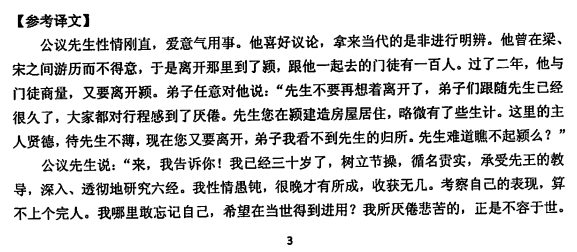 【参考译文】
公议先生性情刚直，爱意气用事。他喜好议论，拿来当代的是非进行明辨。他曾在梁、
宋之间游历而不得意，于是离开那里到了颍，跟他一起去的门徒有一百人。过了二年，他与
门徒商量，又要离开颍。弟子任意对他说：“先生不要再想着离开了，弟子们跟随先生已经
很久了，大家都对行程感到了厌倦。先生您在颍建造房屋居住，略微有了些生计。这里的主
人贤德，待先生不薄，现在您又要离开，弟子我看不到先生的归所。先生难道瞧不起颍么？”
公议先生说：“来，我告诉你！我已经三十岁了，树立节操，循名责实，承受先王的教
导，深入、透彻地研究六经。我性情愚钝，很晚才有所成，收获无几。考察自己的表现，算
不上个完人。我哪里敢忘记自己，希望在当世得到进用？我所厌倦悲苦的，正是不容于世。
3